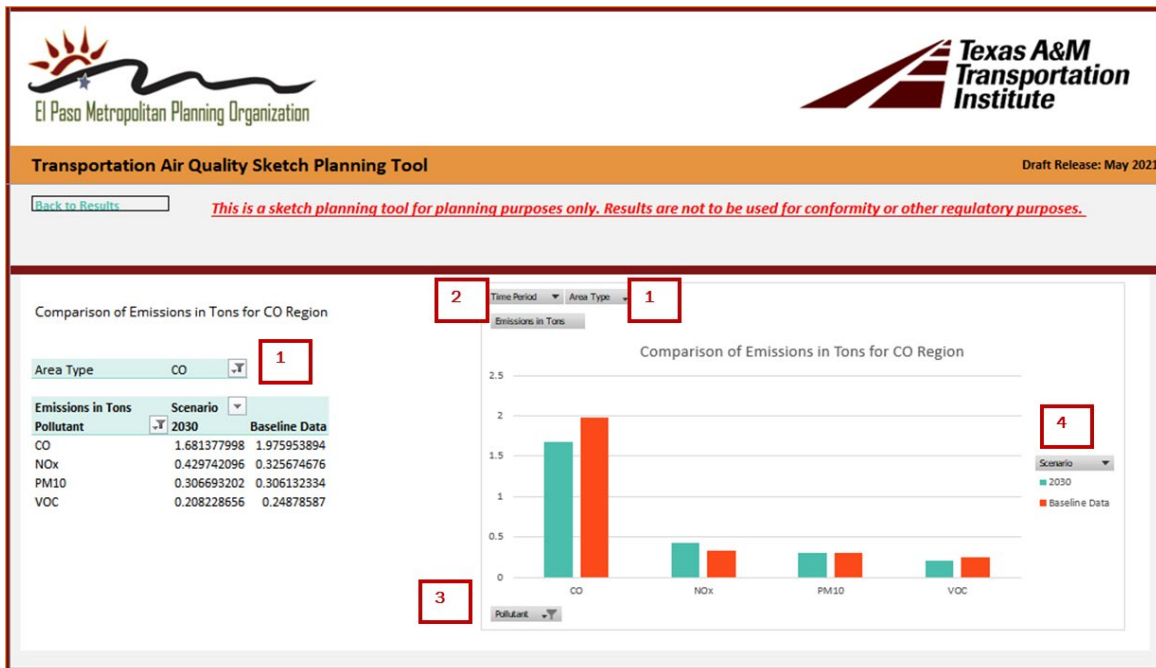 El Paso Metropolitan Planning Organization
Texas A&M
Transportation
Institute
Transportation Air Quality Sketch Planning Tool
Draft Release: May 2021
Back to Results
This is a sketch planning tool for planning purposes only. Results are not to be used for conformity or other regulatory purposes.
Comparison of Emissions in Tons for CO Region
1
Area Type CO
Emissions in Tons Scenario
Pollutant 2030 Baseline Data
CO 1.681377998 1.975953894
NOx 0.429742096 0.325674676
PM10 0.306693202 0.306132334
VOC 0.208228656 0.24878587
2
Time Period Area Type
1
Emissions in Tons
Comparison of Emissions in Tons for CO Region
2.5
2
1.5
1
0.5
0
CO NOx PM10 VOC
3
Pollutant
4
Scenario
2030
Baseline Data